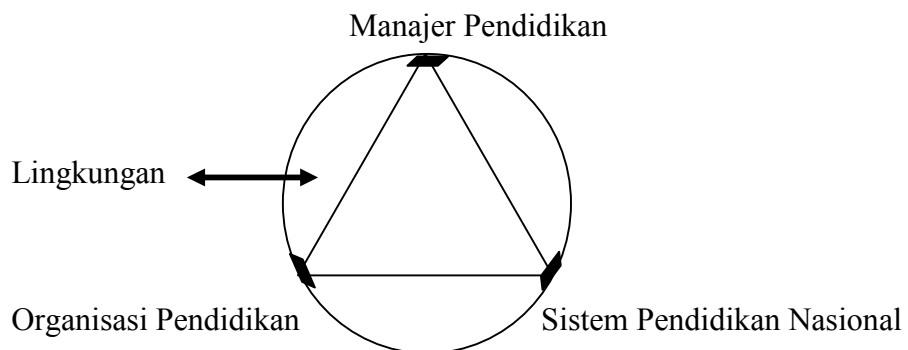 Manajer Pendidikan
Lingkungan
Organisasi Pendidikan
Sistem Pendidikan Nasional